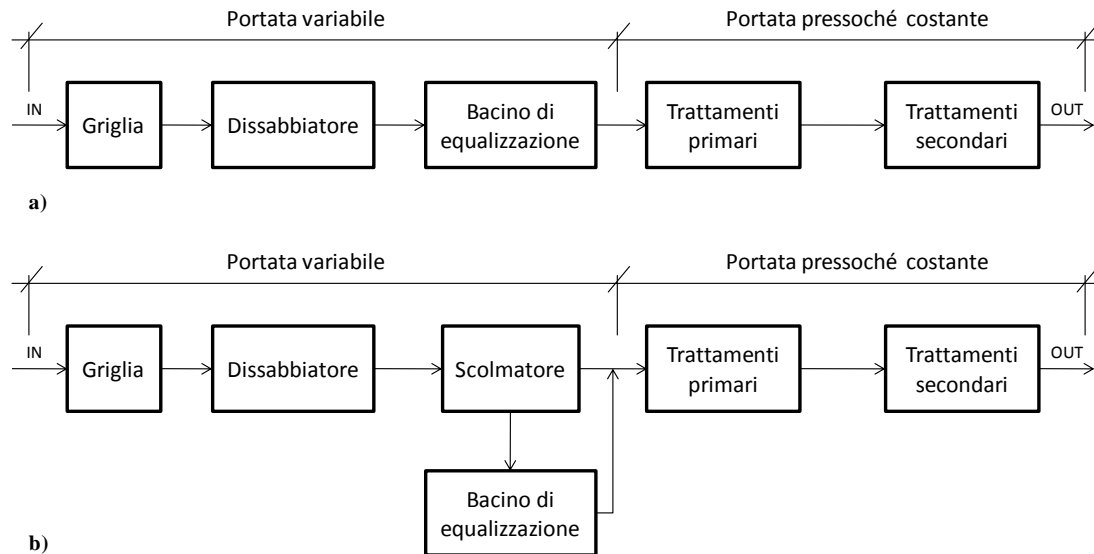 Portata variabile
Portata pressoché costante
IN
Griglia
Dissabbiatore
Bacino di
equalizzazione
Trattamenti
primari
Trattamenti
secondari
OUT
a)
Portata variabile
Portata pressoché costante
IN
Griglia
Dissabbiatore
Scolmatore
Trattamenti
primari
Trattamenti
secondari
OUT
Bacino di
equalizzazione
b)